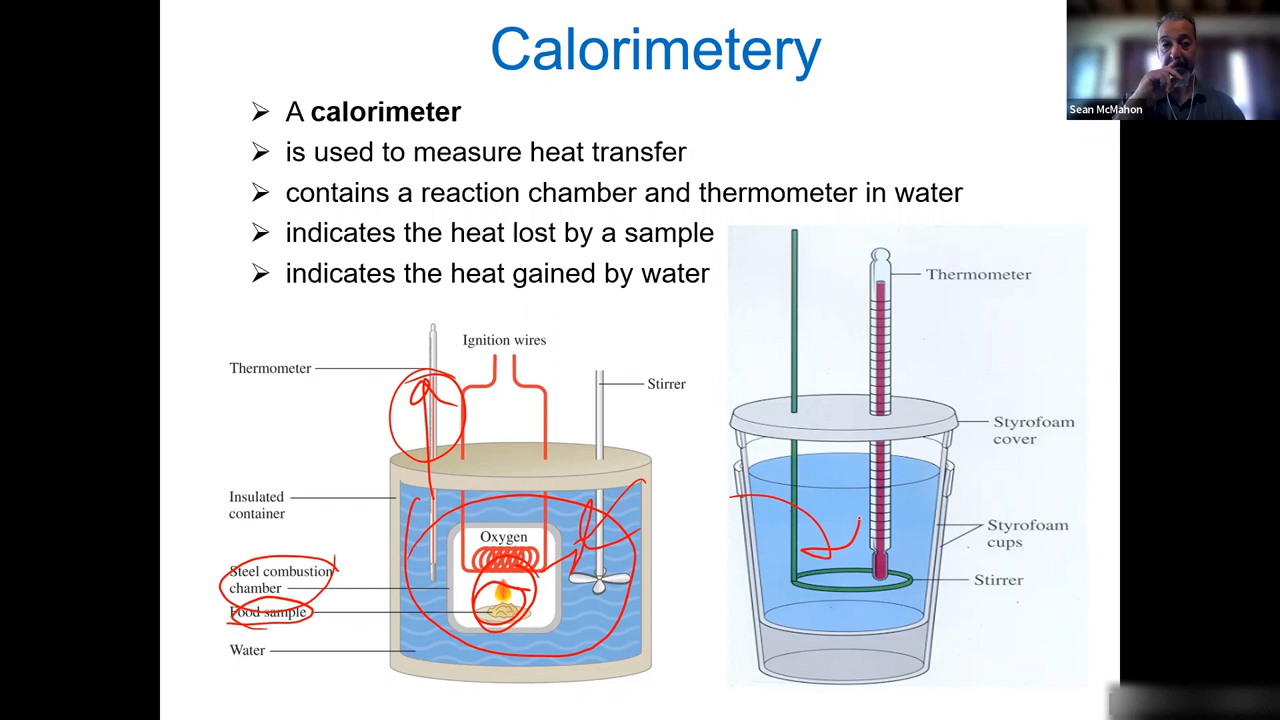 Calorimetery
Sean McMahon
➢ A calorimeter
➢ is used to measure heat transfer
➢ contains a reaction chamber and thermometer in water
➢ indicates the heat lost by a sample
➢ indicates the heat gained by water
Thermometer
Ignition wires
Stirrer
Insulated
container
Oxygen
Steel combustion
chamber
Food sample
Water
Thermometer
Styrofoam
cover
Styrofoam
cups
Stirrer